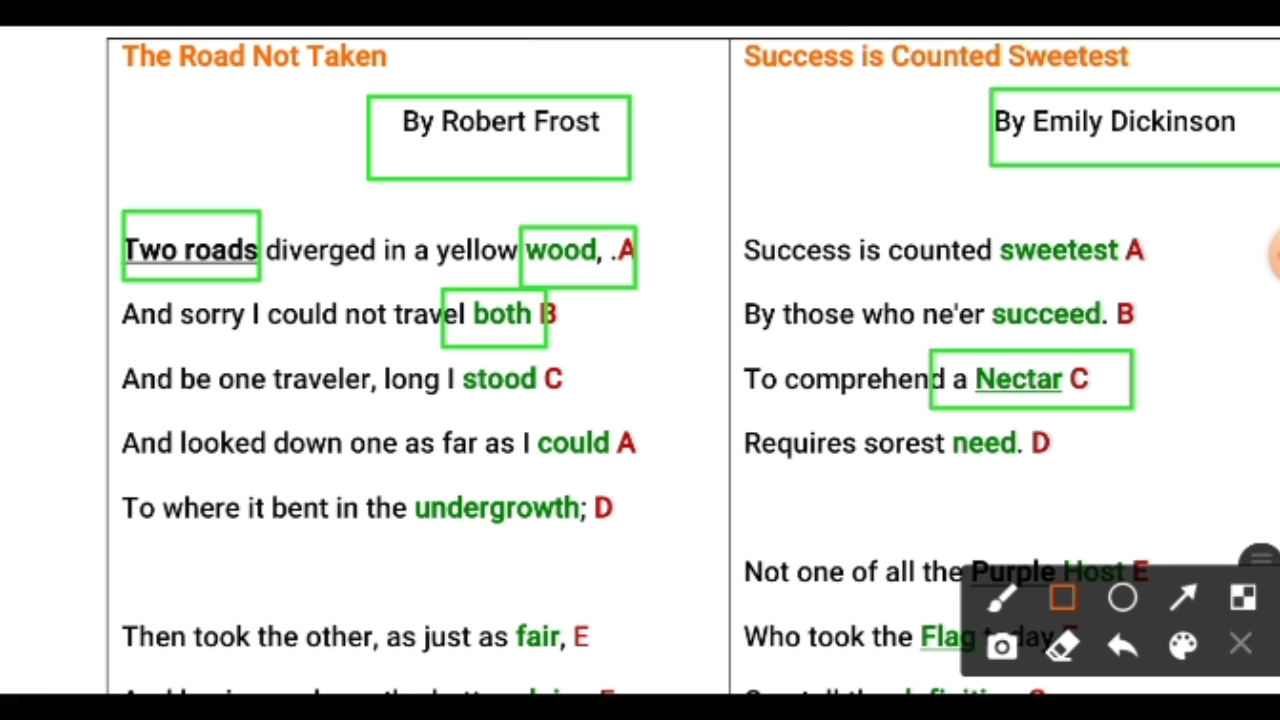 The Road Not Taken
By Robert Frost
Two roads diverged in a yellow wood, .A
And sorry I could not travel both B
And be one traveler, long I stood C
And looked down one as far as I could A
To where it bent in the undergrowth; D
Then took the other, as just as fair, E
Success is Counted Sweetest
By Emily Dickinson
Success is counted sweetest A
By those who ne'er succeed. B
To comprehend a Nectar C
Requires sorest need. D
Not one of all the Purple Host E
Who took the Flag today